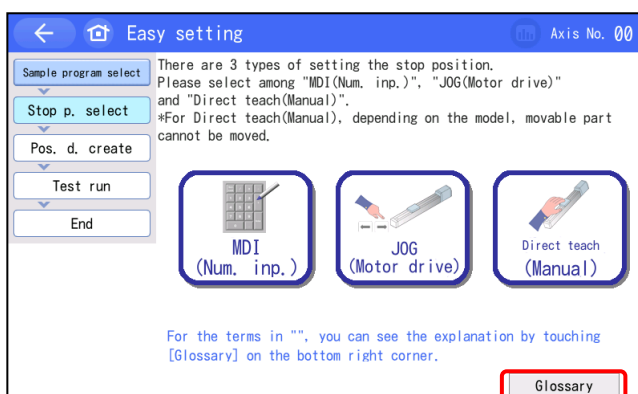 Easy setting
Axis No. 00
Sample program select
Stop p. select
Pos. d. create
Test run
End
There are 3 types of setting the stop position.
Please select among "MDI(Num. inp.)", "JOG(Motor drive)"
and "Direct teach(Manual)".
*For Direct teach(Manual), depending on the model, movable part
cannot be moved.
MDI
(Num. inp.)
JOG
(Motor drive)
Direct teach
(Manual)
For the terms in "", you can see the explanation by touching
[Glossary] on the bottom right corner.
Glossary